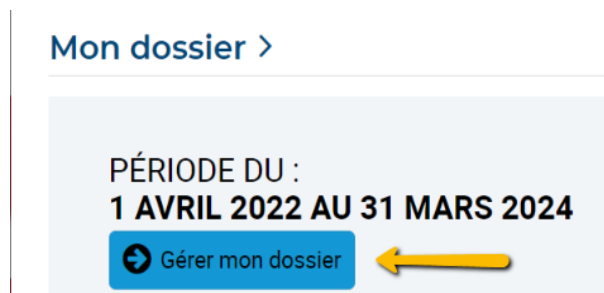 Mon dossier >
PÉRIODE DU :
1 AVRIL 2022 AU 31 MARS 2024
Gérer mon dossier